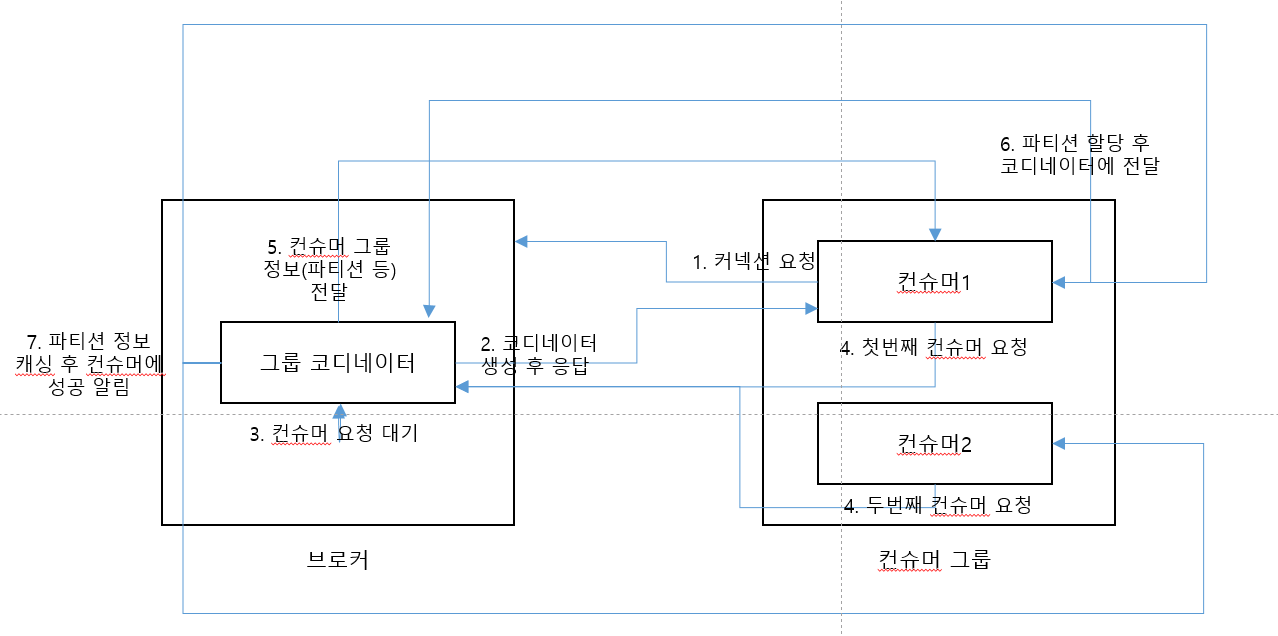 6. 파티션 할당 후
코디네이터에 전달
5. 컨슈머 그룹
정보(파티션 등)
전달
1. 커넥션 요청
컨슈머1
7. 파티션 정보
캐싱 후 컨슈머에
성공 알림
그룹 코디네이터
2. 코디네이터
생성 후 응답
4. 첫번째 컨슈머 요청
3. 컨슈머 요청 대기
컨슈머2
4. 두번째 컨슈머 요청
브로커
컨슈머 그룹